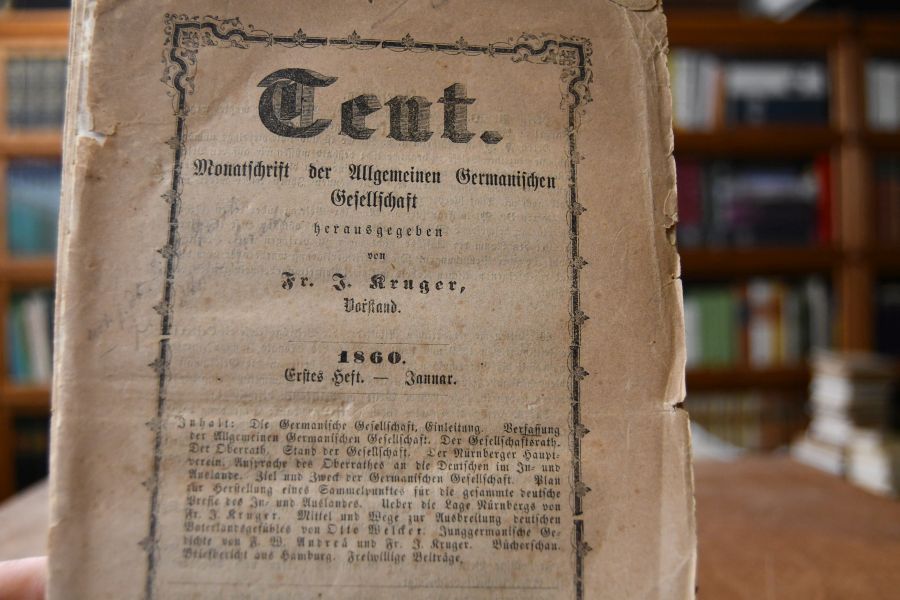 Teut.
Monatschrift der Allgemeinen Germanischen
Gesellschaft
herausgegeben
von
Fr. J. Kruger,
Vorstand.
1860.
Erstes Heft. — Januar.
Inhalt: Die Germanische Gesellschaft. Einleitung. Verfassung
der Allgemeinen Germanischen Gesellschaft. Der Gesellschaftsrath.
Der Oberrath. Stand der Gesellschaft. Der Nürnberger Haupt-
verein. Ansprache des Oberrathes an die Deutschen im In- und
Auslande. Ziel und Zweck der Germanischen Gesellschaft. Plan
zur Herstellung eines Sammelpunktes für die gesammte deutsche
Presse des In- und Auslandes. Ueber die Lage Nürnbergs von
Fr. J. Kruger. Mittel und Wege zur Ausbreitung deutschen
Vaterlandsgefühles von Otto Welcker. Junggermanische Ge-
dichte von F. W. Andreä und Fr. J. Kruger. Bücherschau.
Briefbericht aus Hamburg. Freiwillige Beiträge.